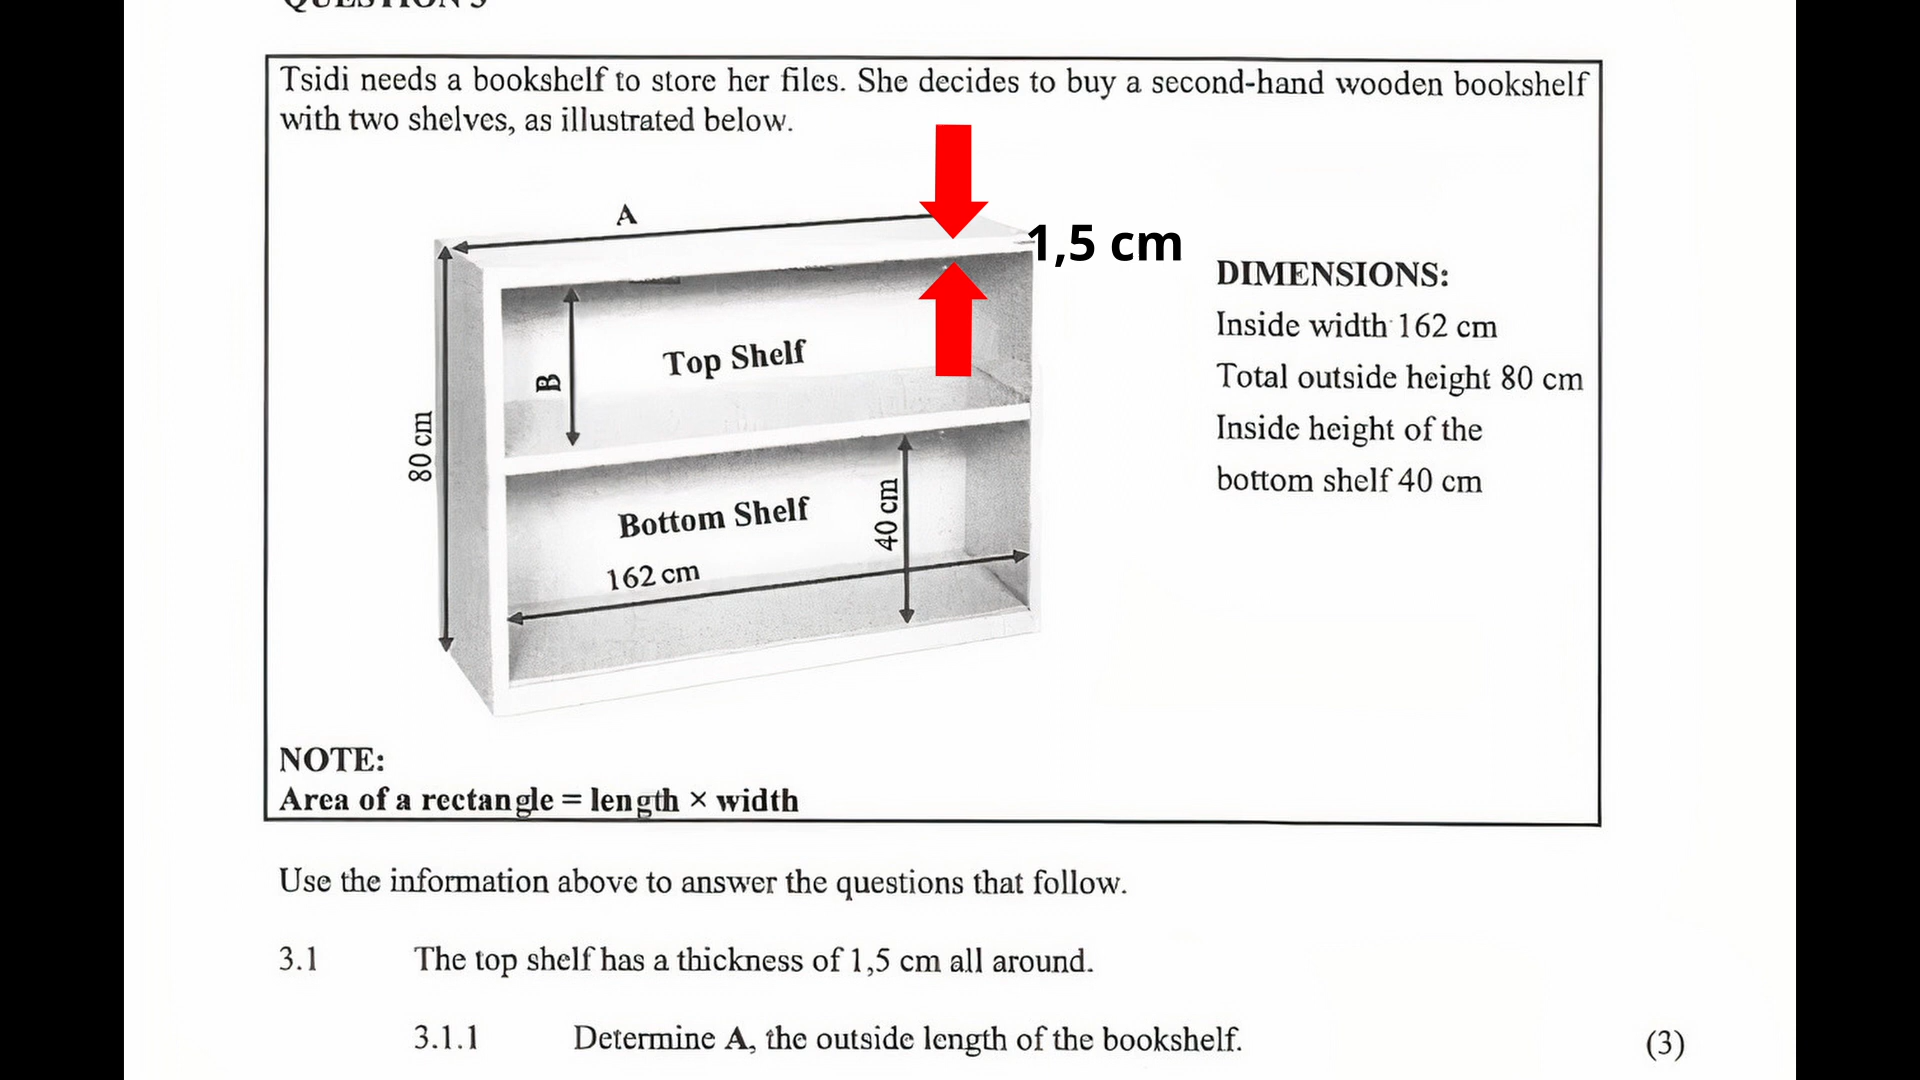 QUESTION 3
Tsidi needs a bookshelf to store her files. She decides to buy a second-hand wooden bookshelf
with two shelves, as illustrated below.
A
1,5 cm
B
Top Shelf
80 cm
Bottom Shelf
40 cm
162 cm
DIMENSIONS:
Inside width 162 cm
Total outside height 80 cm
Inside height of the
bottom shelf 40 cm
NOTE:
Area of a rectangle = length × width
Use the information above to answer the questions that follow.
3.1 The top shelf has a thickness of 1,5 cm all around.
3.1.1 Determine A, the outside length of the bookshelf. (3)